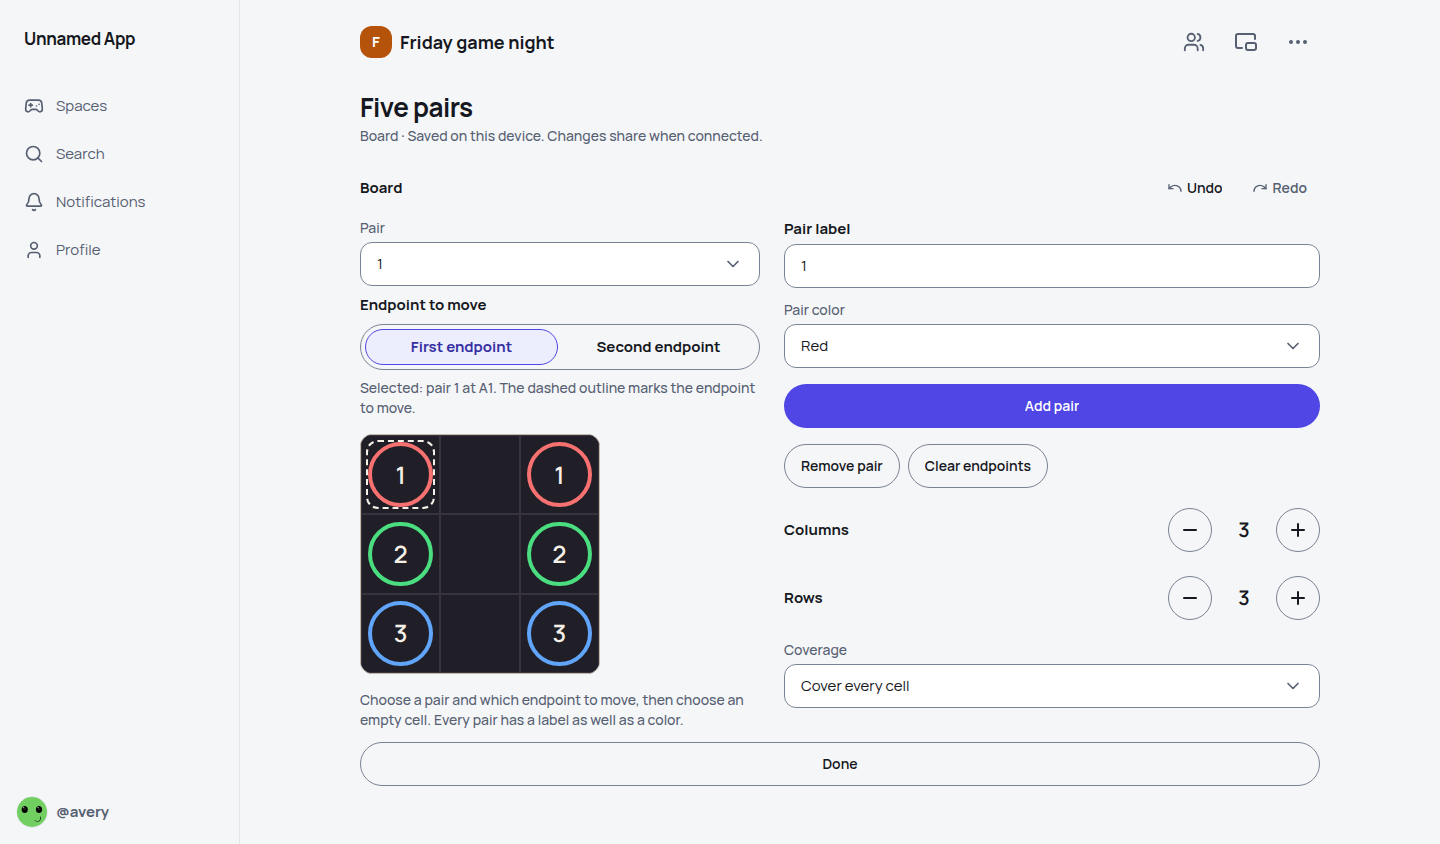 Unnamed App
Spaces
Search
Notifications
Profile
@avery
F Friday game night
Five pairs
Board · Saved on this device. Changes share when connected.
Board
Undo Redo
Pair
1
Endpoint to move
First endpoint Second endpoint
Selected: pair 1 at A1. The dashed outline marks the endpoint
to move.
1 1
2 2
3 3
Choose a pair and which endpoint to move, then choose an
empty cell. Every pair has a label as well as a color.
Pair label
1
Pair color
Red
Add pair
Remove pair Clear endpoints
Columns 3
Rows 3
Coverage
Cover every cell
Done